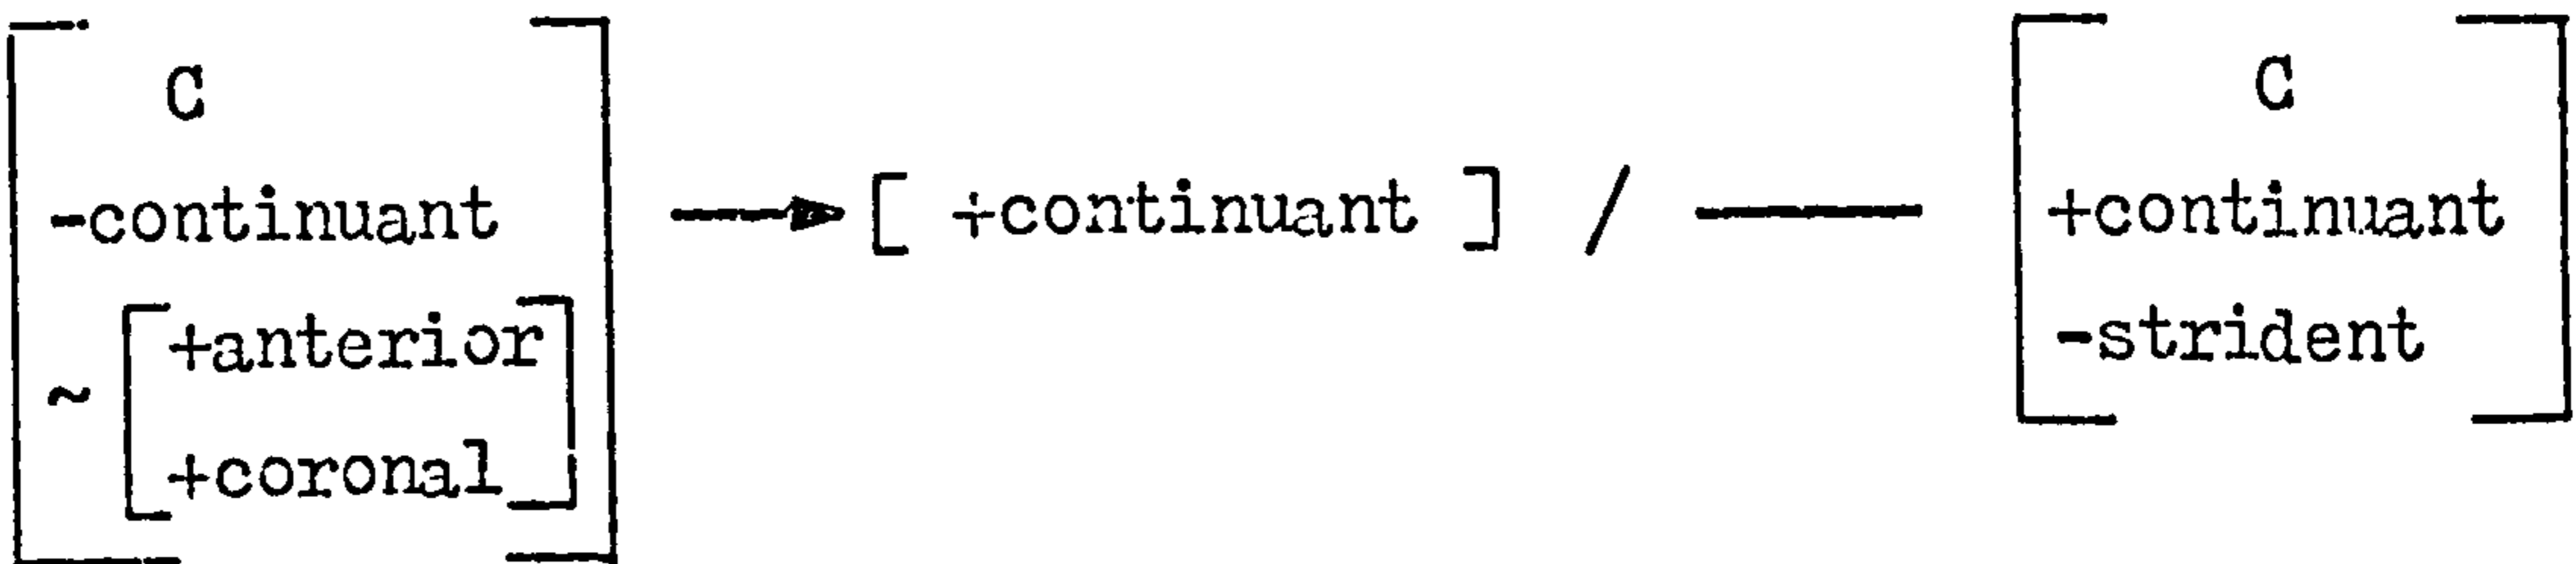 C C
-continuant → [ +continuant ] / —— +continuant
~ +anterior -strident
+coronal